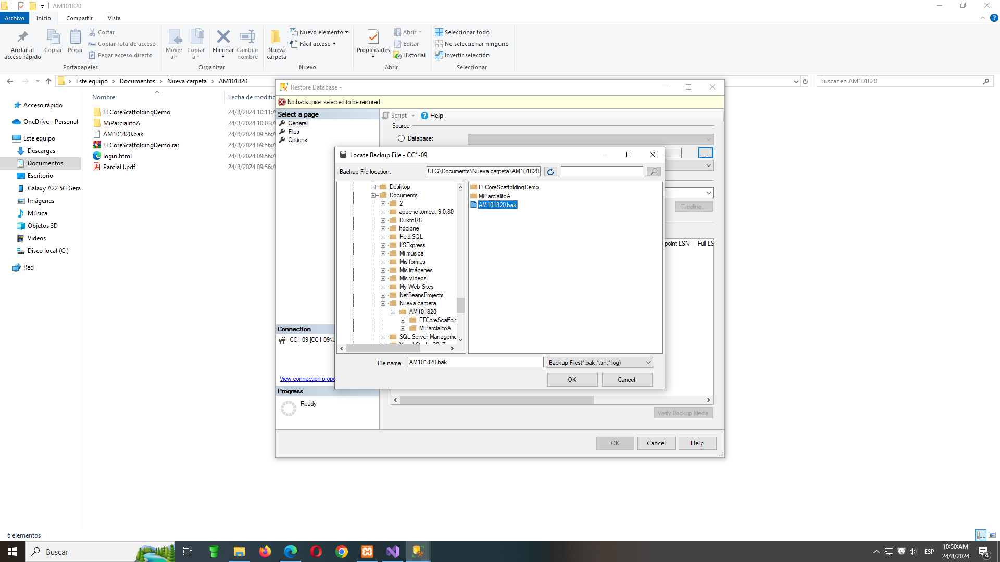 AM101820
Archivo
Inicio
Compartir
Vista
Anclar al
acceso rápido
Copiar
Pegar
Cortar
Copiar ruta de acceso
Pegar acceso directo
Portapapeles
Mover
a
Copiar
a
Eliminar
Cambiar
nombre
Organizar
Nueva
carpeta
Nuevo elemento
Fácil acceso
Nuevo
Propiedades
Abrir
Editar
Historial
Abrir
Seleccionar todo
No seleccionar ninguno
Invertir selección
Seleccionar
Este equipo › Documentos › Nueva carpeta › AM101820
Buscar en AM101820
Acceso rápido
OneDrive - Personal
Este equipo
Descargas
Documentos
Escritorio
Galaxy A22 5G Gera
Imágenes
Música
Objetos 3D
Videos
Disco local (C:)
Red
Nombre
Fecha de modific
EFCoreScaffoldingDemo 24/8/2024 10:11:A
MiParcialitoA 24/8/2024 10:03:A
AM101820.bak 24/8/2024 09:56:A
EFCoreScaffoldingDemo.rar 24/8/2024 09:56:A
login.html 24/8/2024 09:56:A
Parcial I.pdf 24/8/2024 09:56:A
Restore Database -
No backupset selected to be restored.
Select a page
General
Files
Options
Script
Help
Source
Database:
...
Timeline...
point LSN
Full LS
Locate Backup File - CC1-09
Backup File location:
UFG\Documents\Nueva carpeta\AM101820
Desktop
Documents
2
apache-tomcat-9.0.80
DuktoR6
hdclone
HeidiSQL
IISExpress
Mi música
Mis formas
Mis imágenes
Mis vídeos
My Web Sites
NetBeansProjects
Nueva carpeta
AM101820
EFCoreScaffold
MiParcialitoA
SQL Server Manageme
EFCoreScaffoldingDemo
MiParcialitoA
AM101820.bak
File name:
AM101820.bak
Backup Files(*.bak;*.trn;*.log)
OK
Cancel
Connection
CC1-09 [CC1-09\U
View connection prope
Progress
Ready
Verify Backup Media
OK
Cancel
Help
6 elementos
Buscar
ESP
10:50:AM
24/8/2024
4